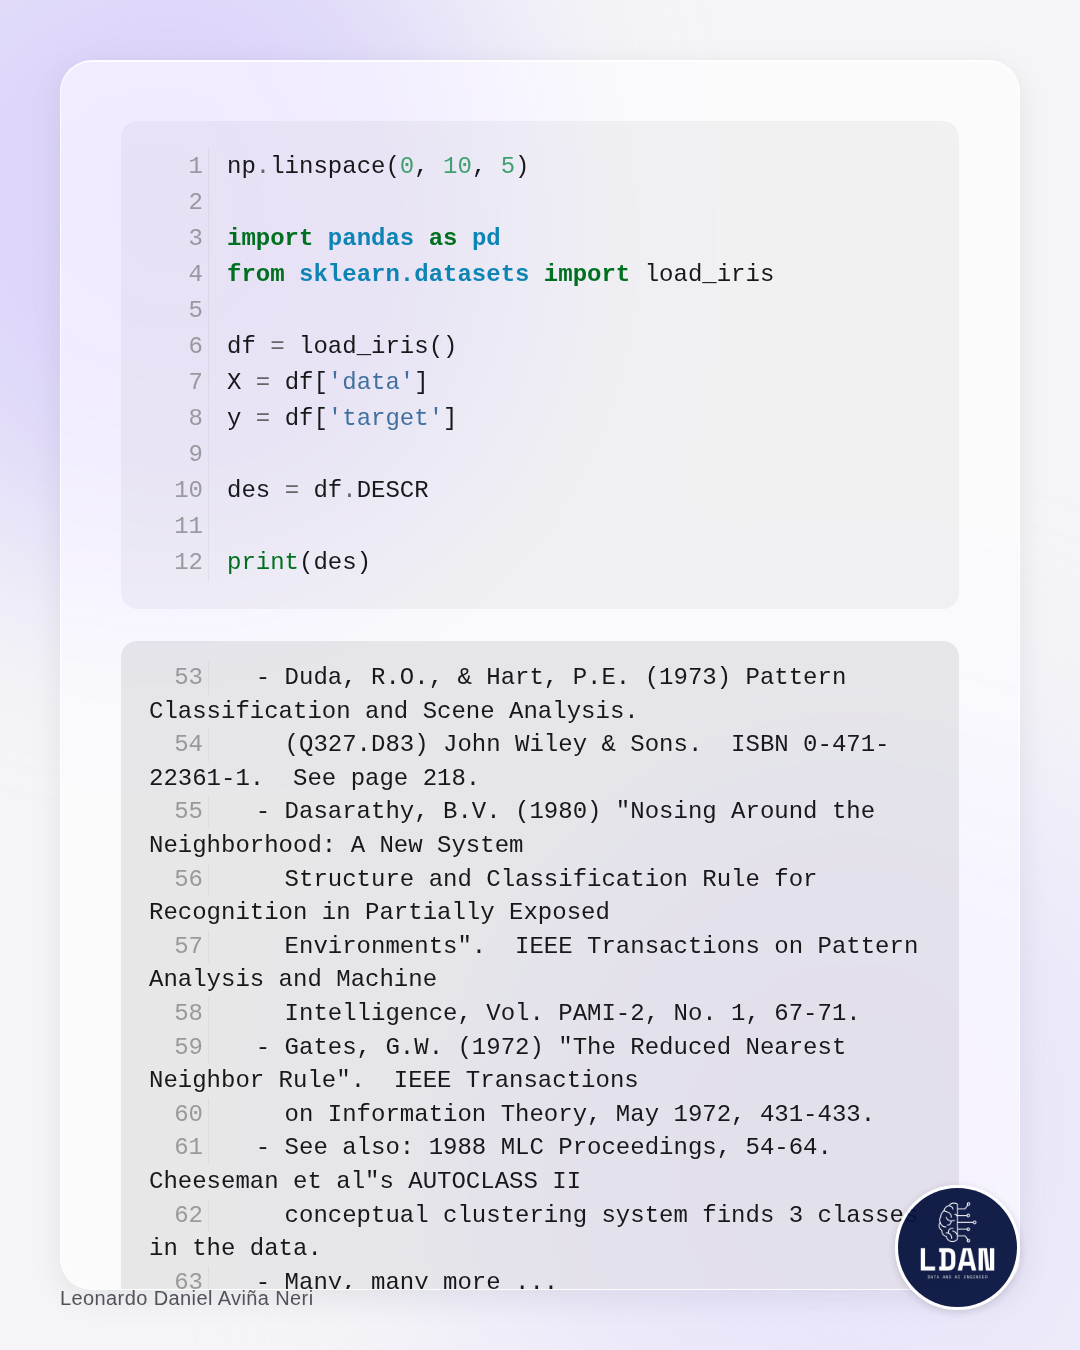 1 np.linspace(0, 10, 5)
2
3 import pandas as pd
4 from sklearn.datasets import load_iris
5
6 df = load_iris()
7 X = df['data']
8 y = df['target']
9
10 des = df.DESCR
11
12 print(des)
53 - Duda, R.O., & Hart, P.E. (1973) Pattern
Classification and Scene Analysis.
54 (Q327.D83) John Wiley & Sons.  ISBN 0-471-
22361-1.  See page 218.
55 - Dasarathy, B.V. (1980) "Nosing Around the
Neighborhood: A New System
56 Structure and Classification Rule for
Recognition in Partially Exposed
57 Environments".  IEEE Transactions on Pattern
Analysis and Machine
58 Intelligence, Vol. PAMI-2, No. 1, 67-71.
59 - Gates, G.W. (1972) "The Reduced Nearest
Neighbor Rule".  IEEE Transactions
60 on Information Theory, May 1972, 431-433.
61 - See also: 1988 MLC Proceedings, 54-64.
Cheeseman et al"s AUTOCLASS II
62 conceptual clustering system finds 3 classes
in the data.
63 - Many, many more ...
LDAN
DATA AND AI ENGINEER
Leonardo Daniel Aviña Neri